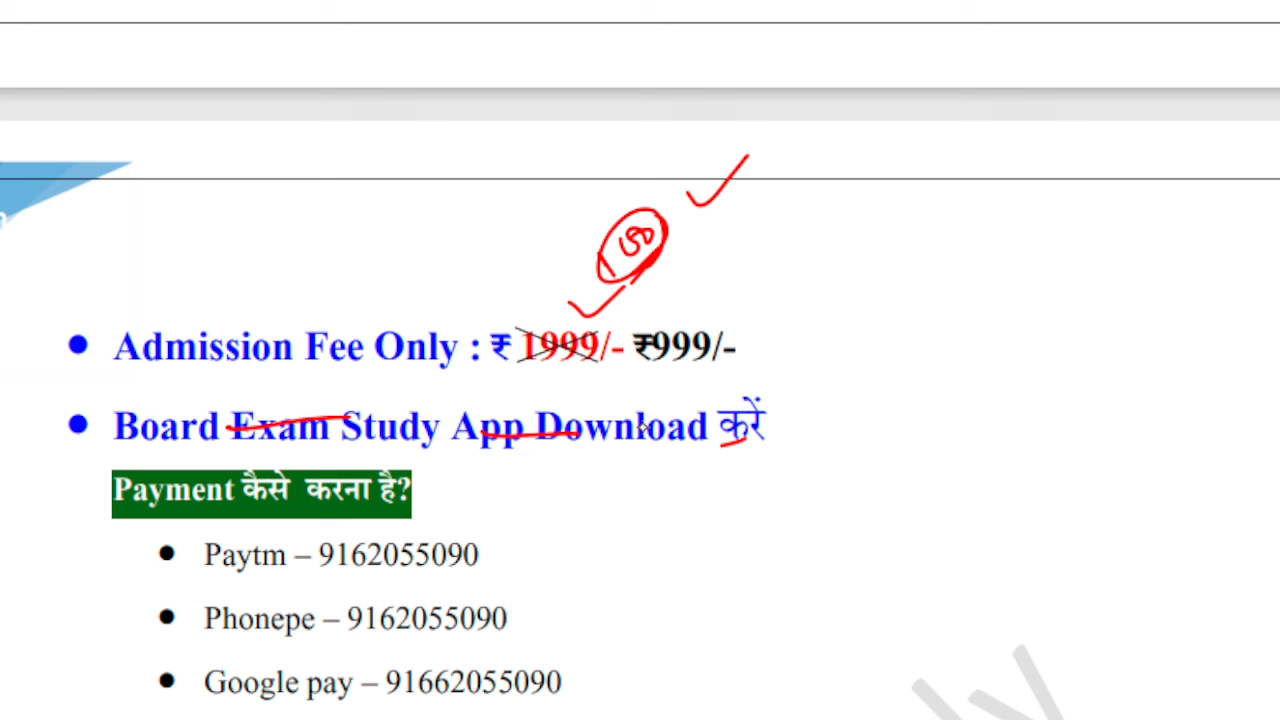 Admission Fee Only : ₹ 1999/- ₹999/-
Board Exam Study App Download करें
Payment कैसे करना है?
Paytm – 9162055090
Phonepe – 9162055090
Google pay – 91662055090